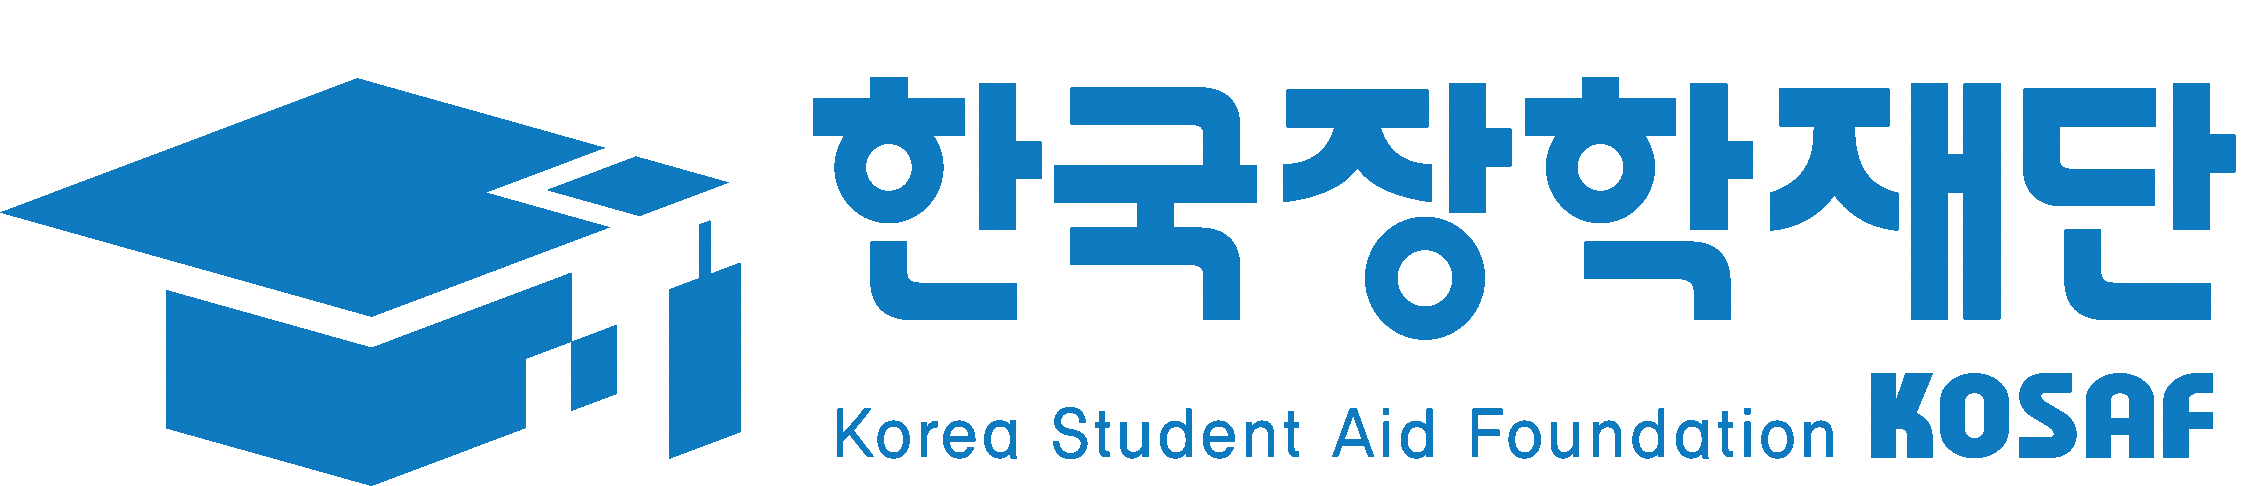 한국장학재단
Korea Student Aid Foundation KOSAF